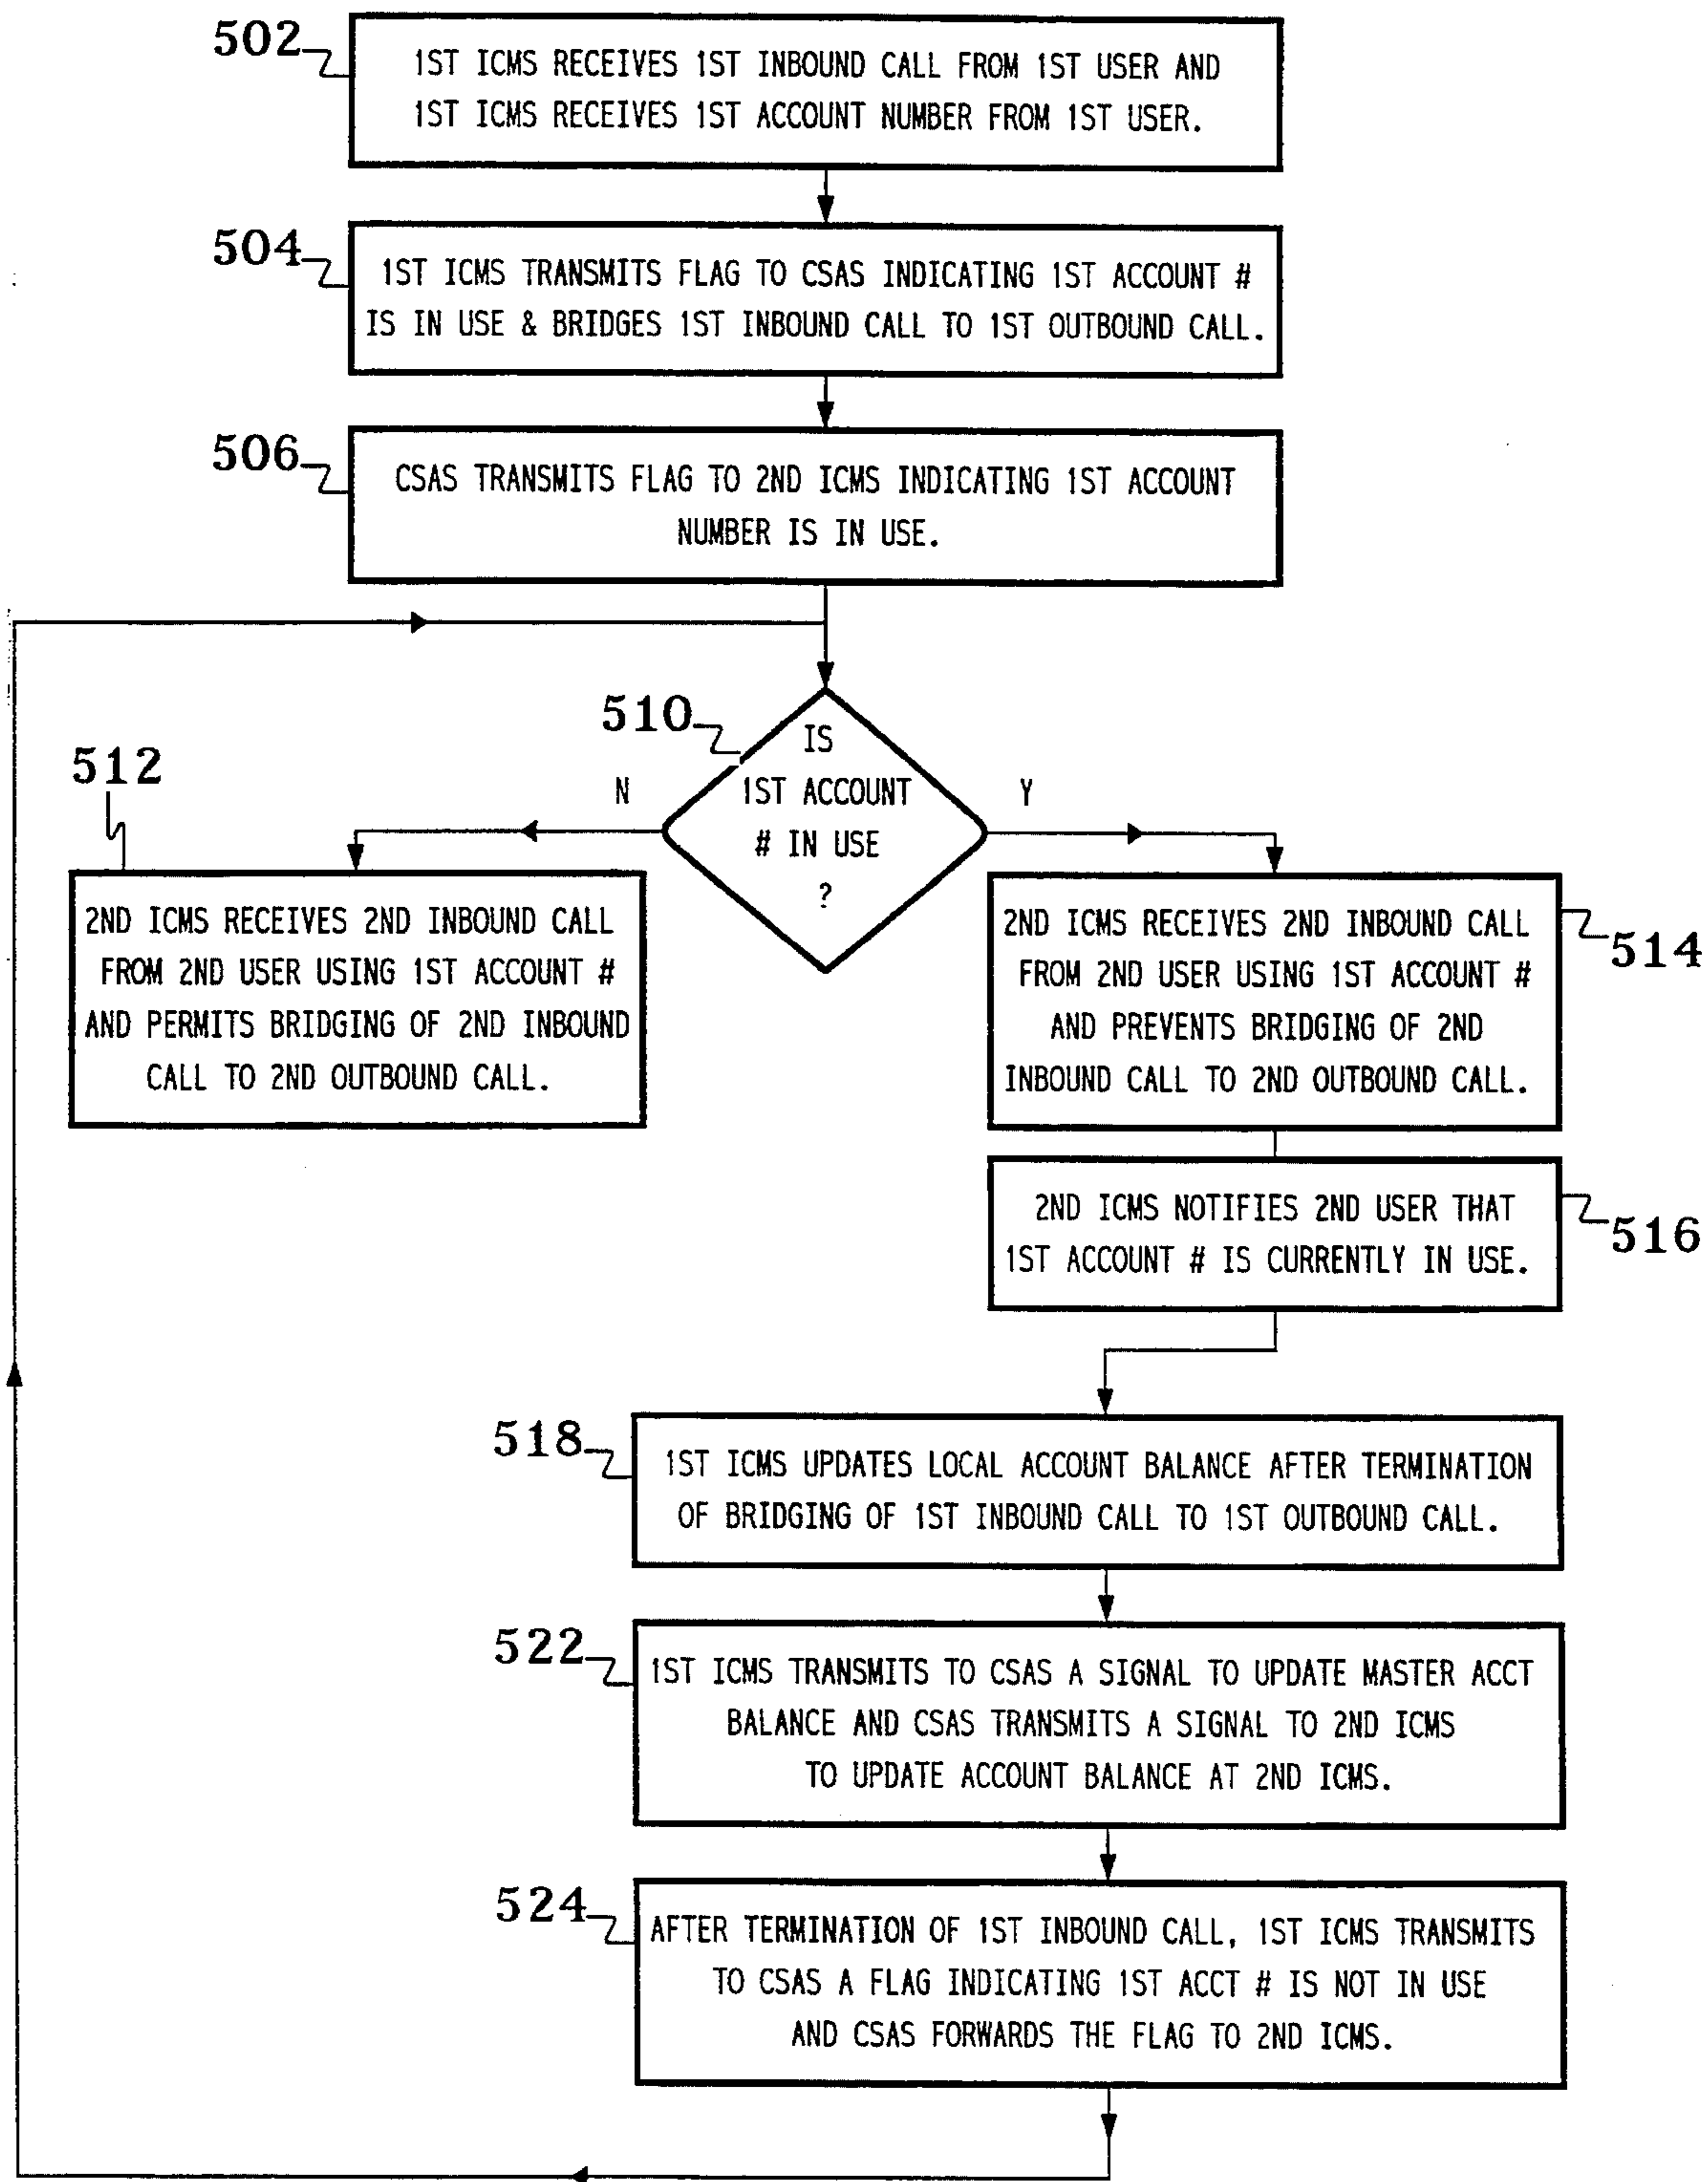 502
1ST ICMS RECEIVES 1ST INBOUND CALL FROM 1ST USER AND
1ST ICMS RECEIVES 1ST ACCOUNT NUMBER FROM 1ST USER.
504
1ST ICMS TRANSMITS FLAG TO CSAS INDICATING 1ST ACCOUNT #
IS IN USE & BRIDGES 1ST INBOUND CALL TO 1ST OUTBOUND CALL.
506
CSAS TRANSMITS FLAG TO 2ND ICMS INDICATING 1ST ACCOUNT
NUMBER IS IN USE.
510
IS
1ST ACCOUNT
# IN USE
?
N
Y
512
2ND ICMS RECEIVES 2ND INBOUND CALL
FROM 2ND USER USING 1ST ACCOUNT #
AND PERMITS BRIDGING OF 2ND INBOUND
CALL TO 2ND OUTBOUND CALL.
514
2ND ICMS RECEIVES 2ND INBOUND CALL
FROM 2ND USER USING 1ST ACCOUNT #
AND PREVENTS BRIDGING OF 2ND
INBOUND CALL TO 2ND OUTBOUND CALL.
516
2ND ICMS NOTIFIES 2ND USER THAT
1ST ACCOUNT # IS CURRENTLY IN USE.
518
1ST ICMS UPDATES LOCAL ACCOUNT BALANCE AFTER TERMINATION
OF BRIDGING OF 1ST INBOUND CALL TO 1ST OUTBOUND CALL.
522
1ST ICMS TRANSMITS TO CSAS A SIGNAL TO UPDATE MASTER ACCT
BALANCE AND CSAS TRANSMITS A SIGNAL TO 2ND ICMS
TO UPDATE ACCOUNT BALANCE AT 2ND ICMS.
524
AFTER TERMINATION OF 1ST INBOUND CALL, 1ST ICMS TRANSMITS
TO CSAS A FLAG INDICATING 1ST ACCT # IS NOT IN USE
AND CSAS FORWARDS THE FLAG TO 2ND ICMS.